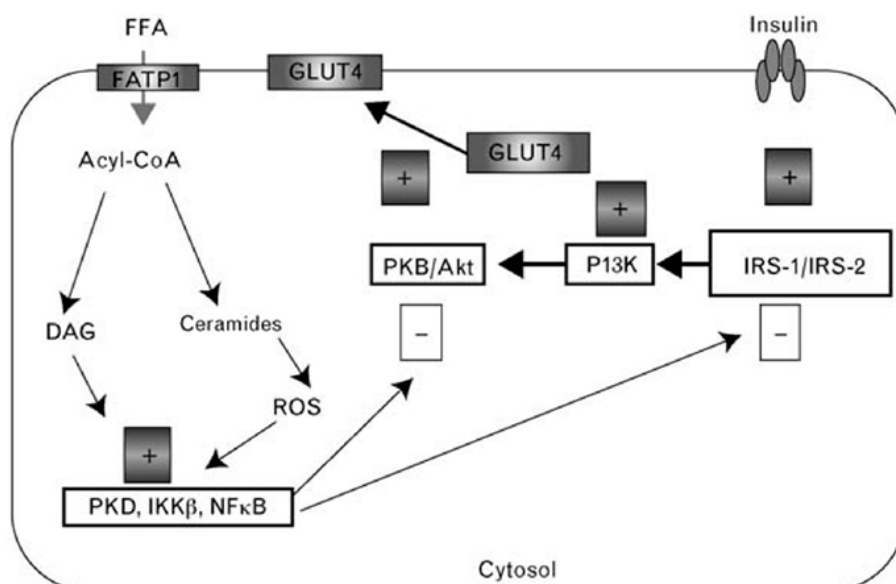 FFA
Insulin
FATP1
GLUT4
GLUT4
Acyl-CoA
+
+
+
PKB/Akt
P13K
IRS-1/IRS-2
DAG
Ceramides
−
−
ROS
+
PKD, IKKβ, NFκB
Cytosol